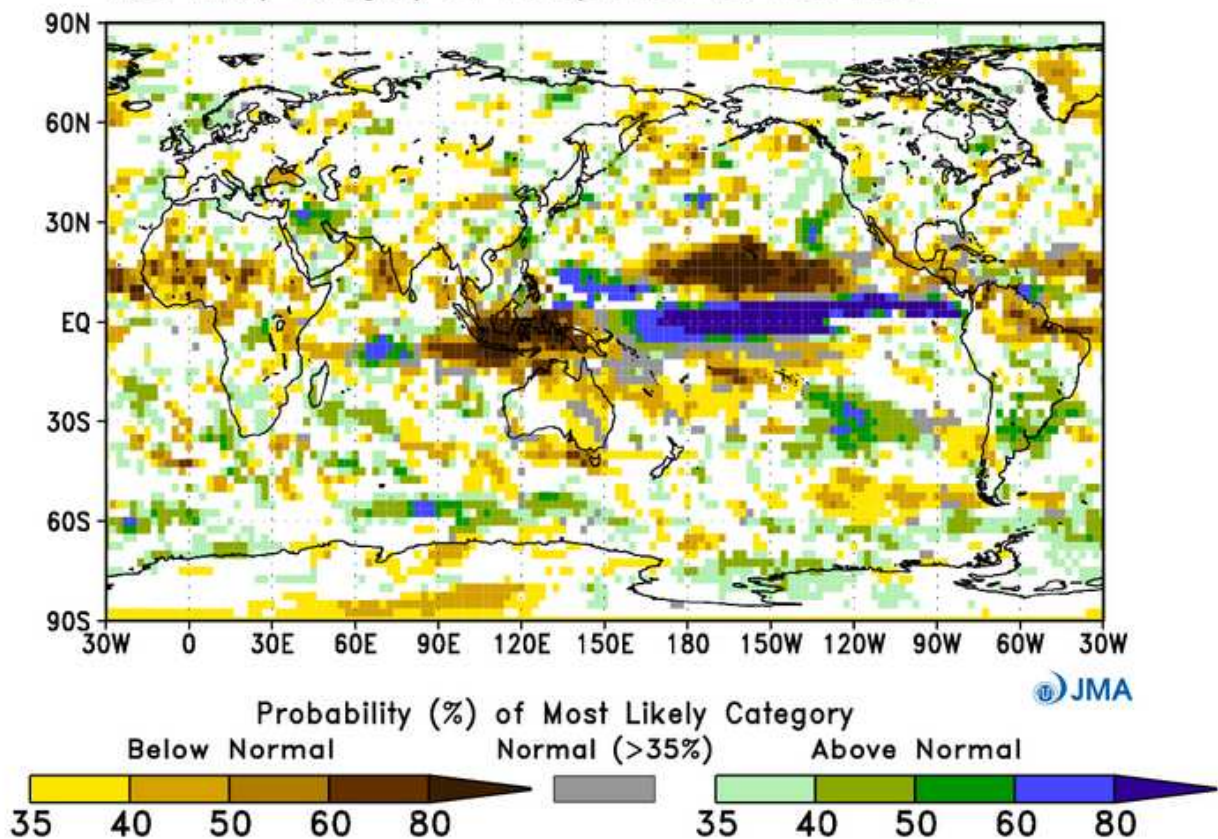 90N
60N
30N
EQ
30S
60S
90S
30W 0 30E 60E 90E 120E 150E 180 150W 120W 90W 60W 30W
JMA
Probability (%) of Most Likely Category
Below Normal Normal (>35%) Above Normal
35 40 50 60 80 35 40 50 60 80